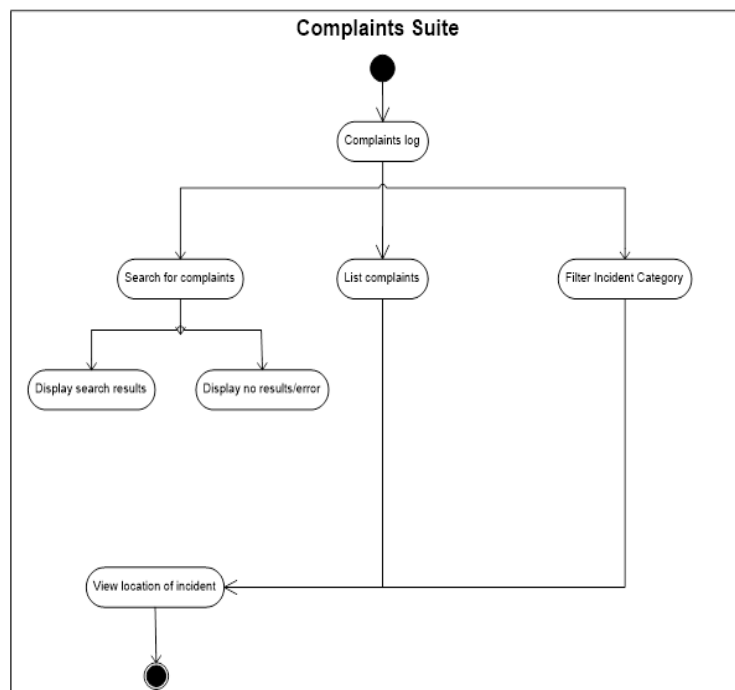 Complaints Suite
Complaints log
Search for complaints
List complaints
Filter Incident Category
Display search results
Display no results/error
View location of incident